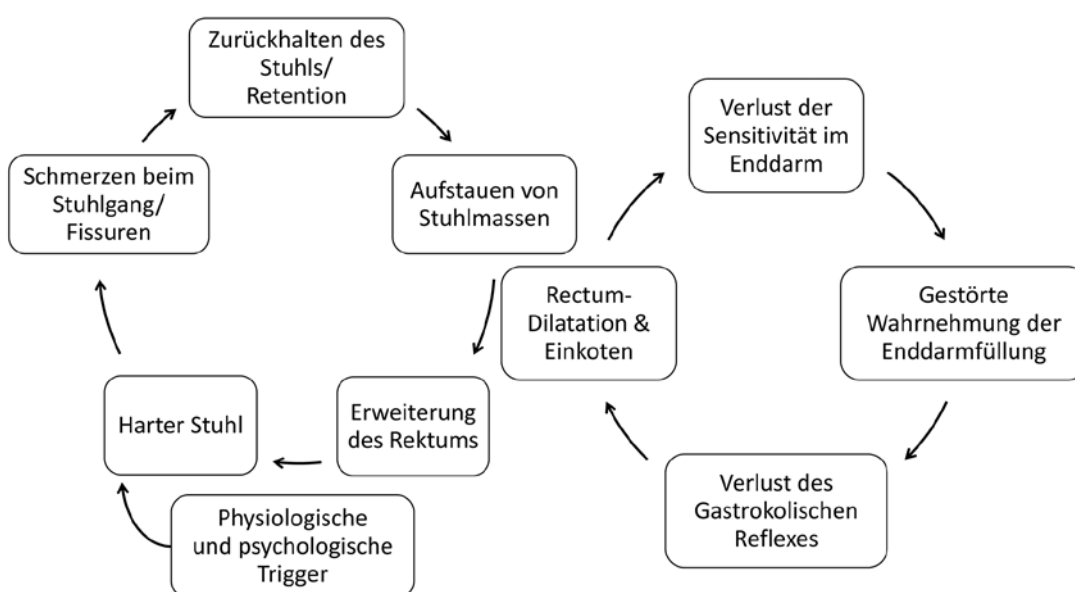 Zurückhalten des
Stuhls/
Retention
Aufstauen von
Stuhlmassen
Erweiterung
des Rektums
Harter Stuhl
Schmerzen beim
Stuhlgang/
Fissuren
Physiologische
und psychologische
Trigger
Verlust der
Sensitivität im
Enddarm
Gestörte
Wahrnehmung der
Enddarmfüllung
Verlust des
Gastrokolischen
Reflexes
Rectum-
Dilatation &
Einkoten